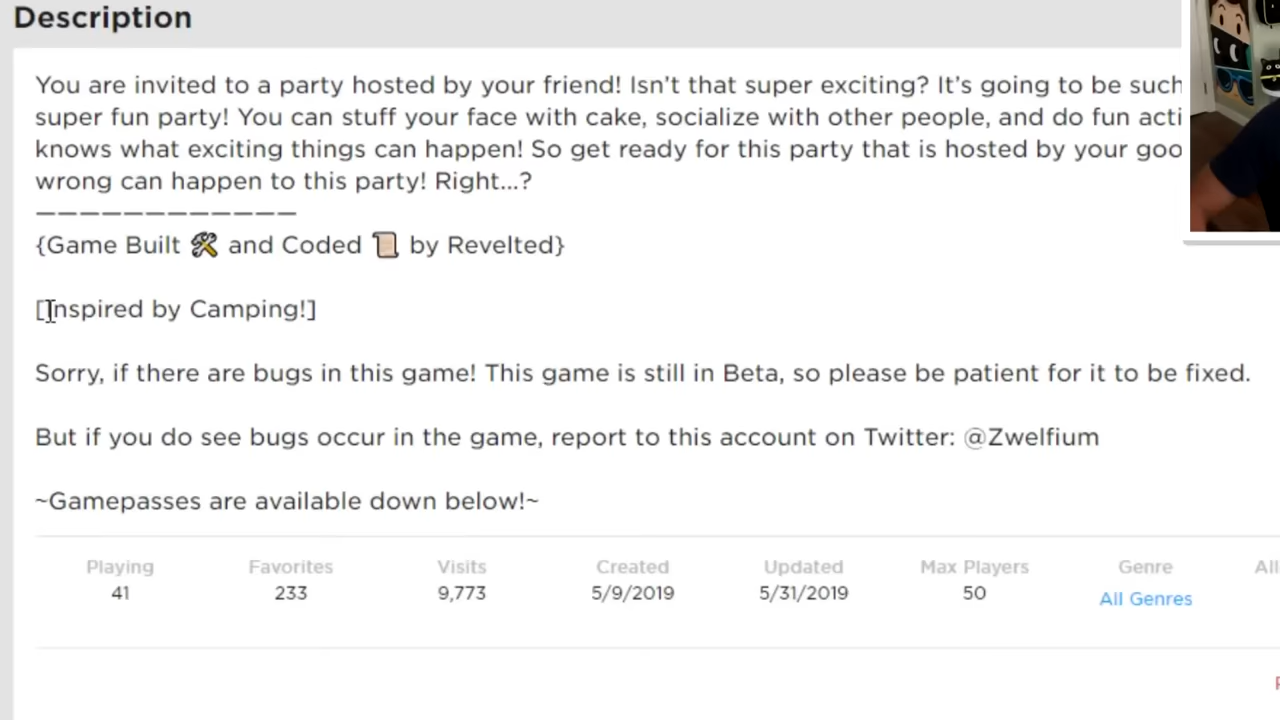 Description
You are invited to a party hosted by your friend! Isn't that super exciting? It's going to be such
super fun party! You can stuff your face with cake, socialize with other people, and do fun
knows what exciting things can happen! So get ready for this party that is hosted by your
wrong can happen to this party! Right...?
————————————
{Game Built 🛠 and Coded 📜 by Revelted}
[Inspired by Camping!]
Sorry, if there are bugs in this game! This game is still in Beta, so please be patient for it to be fixed.
But if you do see bugs occur in the game, report to this account on Twitter: @Zwelfium
~Gamepasses are available down below!~
Playing Favorites Visits Created Updated Max Players Genre
41 233 9,773 5/9/2019 5/31/2019 50 All Genres